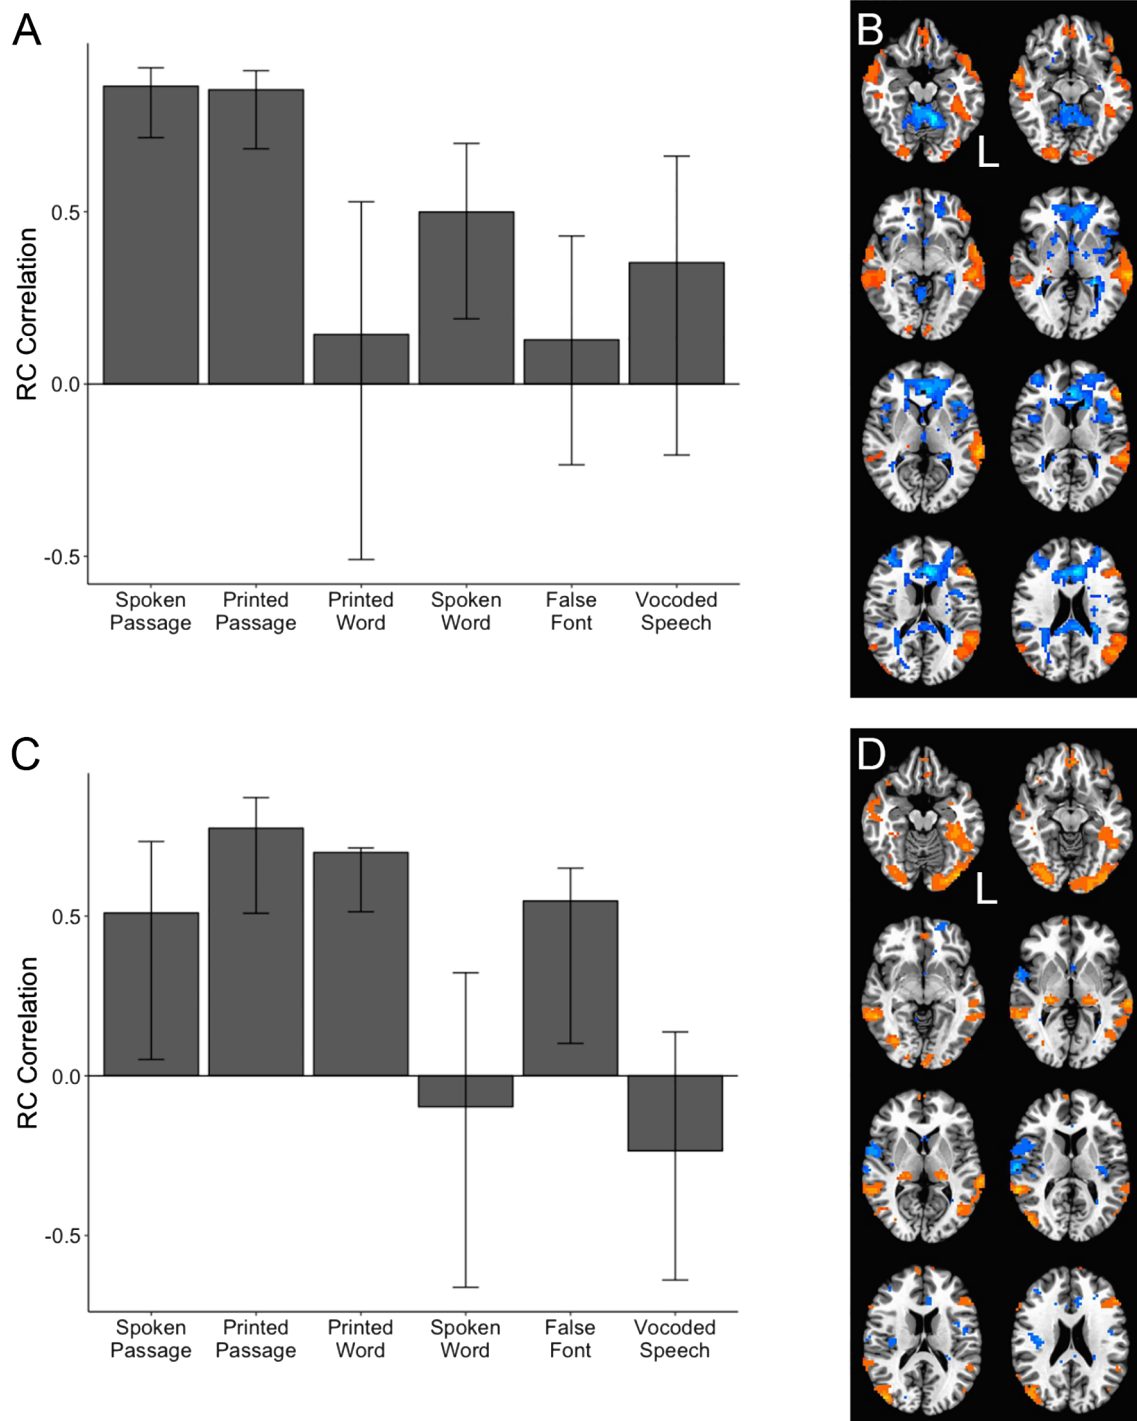 A
RC Correlation
0.5
0.0
-0.5
Spoken Passage
Printed Passage
Printed Word
Spoken Word
False Font
Vocoded Speech
B
L
C
RC Correlation
0.5
0.0
-0.5
Spoken Passage
Printed Passage
Printed Word
Spoken Word
False Font
Vocoded Speech
D
L